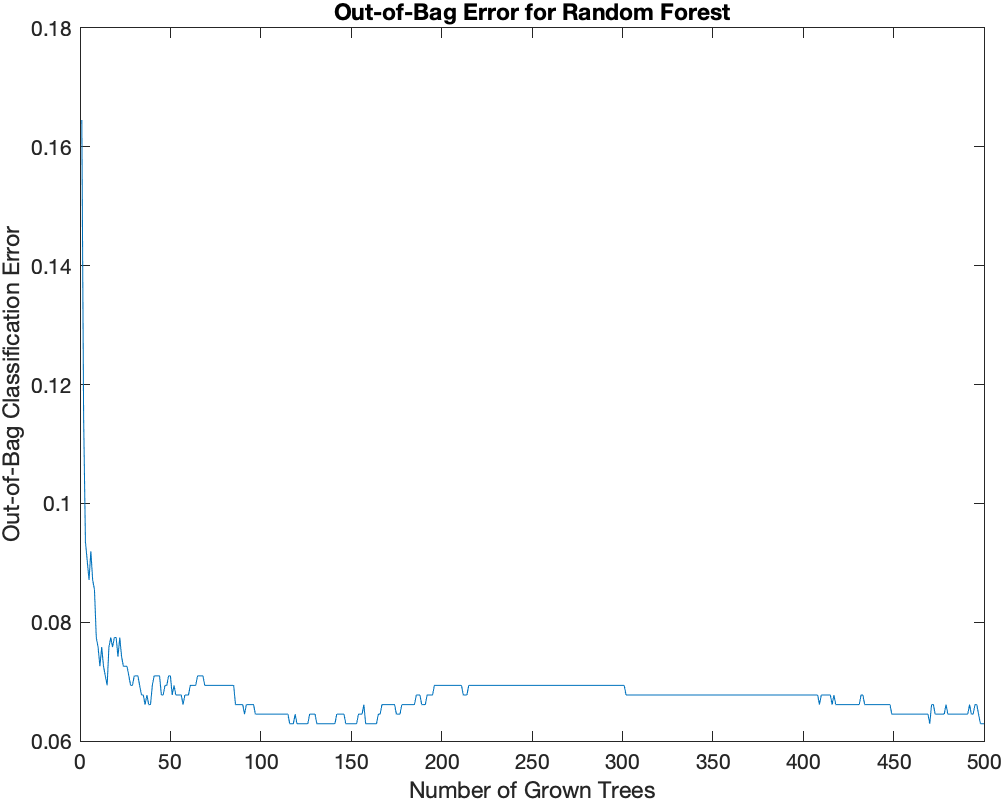 Out-of-Bag Error for Random Forest
Out-of-Bag Classification Error
0.18
0.16
0.14
0.12
0.1
0.08
0.06
0 50 100 150 200 250 300 350 400 450 500
Number of Grown Trees